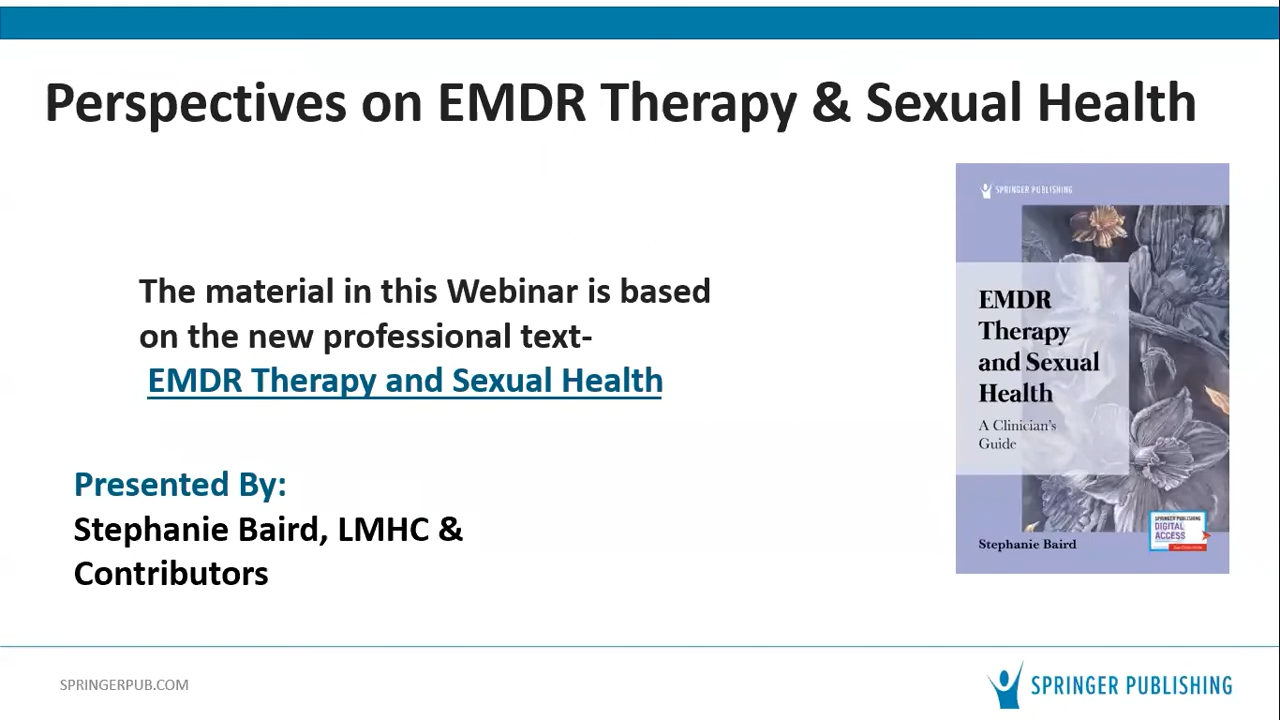 Perspectives on EMDR Therapy & Sexual Health
The material in this Webinar is based
on the new professional text-
EMDR Therapy and Sexual Health
Presented By:
Stephanie Baird, LMHC &
Contributors
SPRINGER PUBLISHING
EMDR
Therapy
and Sexual
Health
A Clinician's
Guide
Stephanie Baird
SPRINGER PUBLISHING
DIGITAL
ACCESS
SPRINGERPUB.COM
SPRINGER PUBLISHING